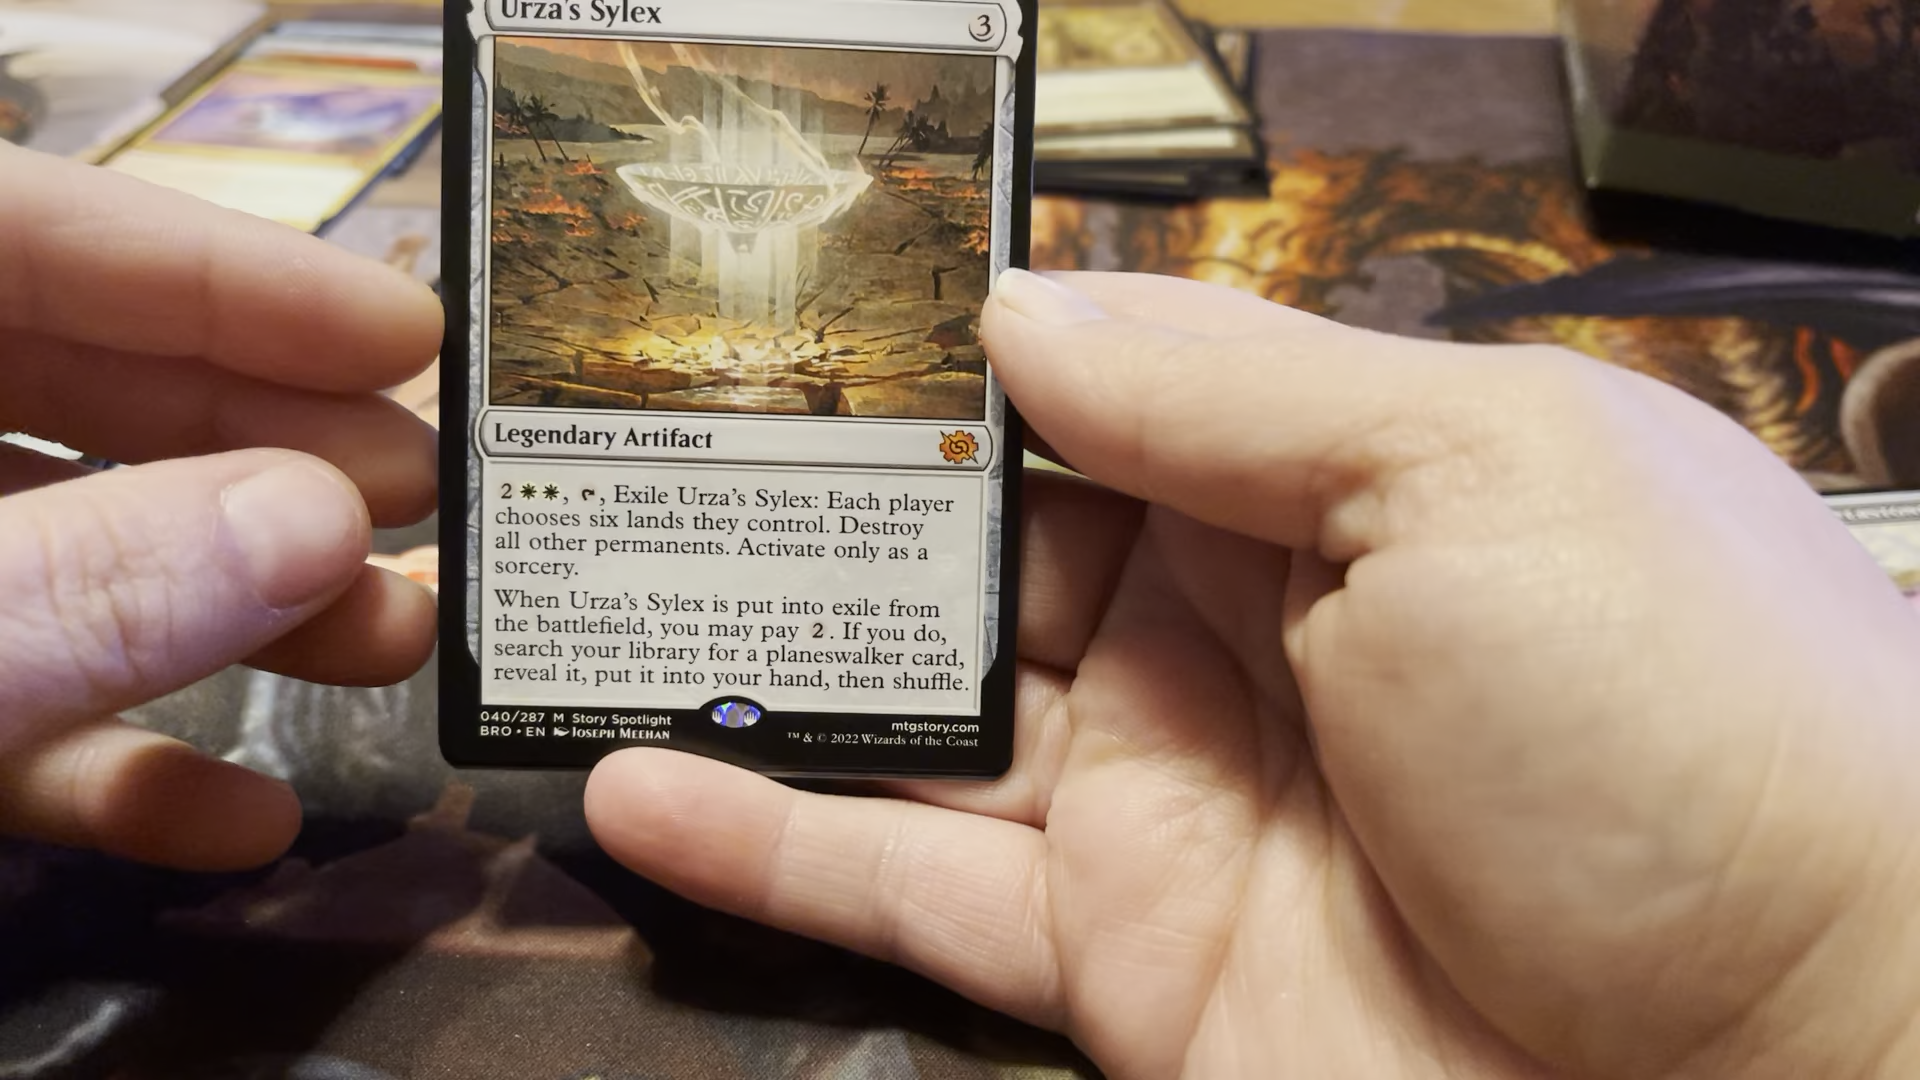 Urza's Sylex 3
Legendary Artifact
2, Exile Urza's Sylex: Each player
chooses six lands they control. Destroy
all other permanents. Activate only as a
sorcery.
When Urza's Sylex is put into exile from
the battlefield, you may pay 2. If you do,
search your library for a planeswalker card,
reveal it, put it into your hand, then shuffle.
040/287 M Story Spotlight
BRO • EN JOSEPH MEEHAN
mtgstory.com
™ & © 2022 Wizards of the Coast